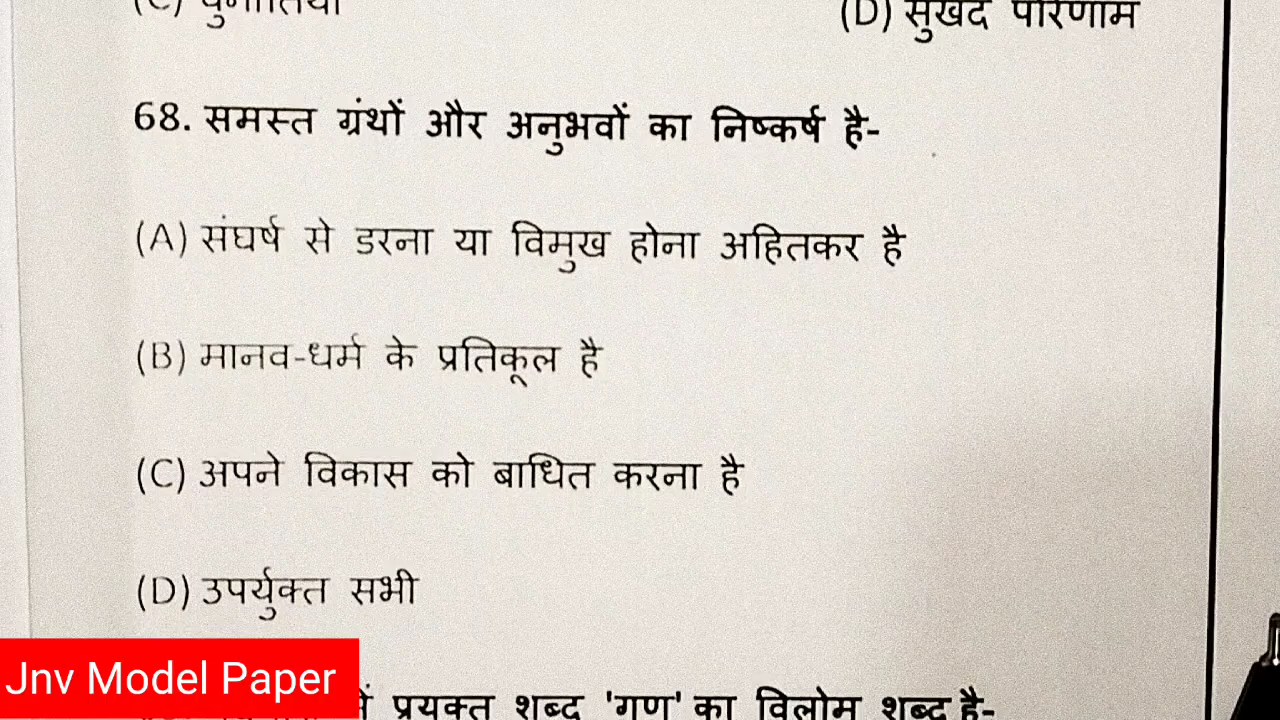 (D) सुखद परिणाम
68. समस्त ग्रंथों और अनुभवों का निष्कर्ष है-
(A) संघर्ष से डरना या विमुख होना अहितकर है
(B) मानव-धर्म के प्रतिकूल है
(C) अपने विकास को बाधित करना है
(D) उपर्युक्त सभी
Jnv Model Paper
में प्रयुक्त शब्द 'गुण' का विलोम शब्द है-